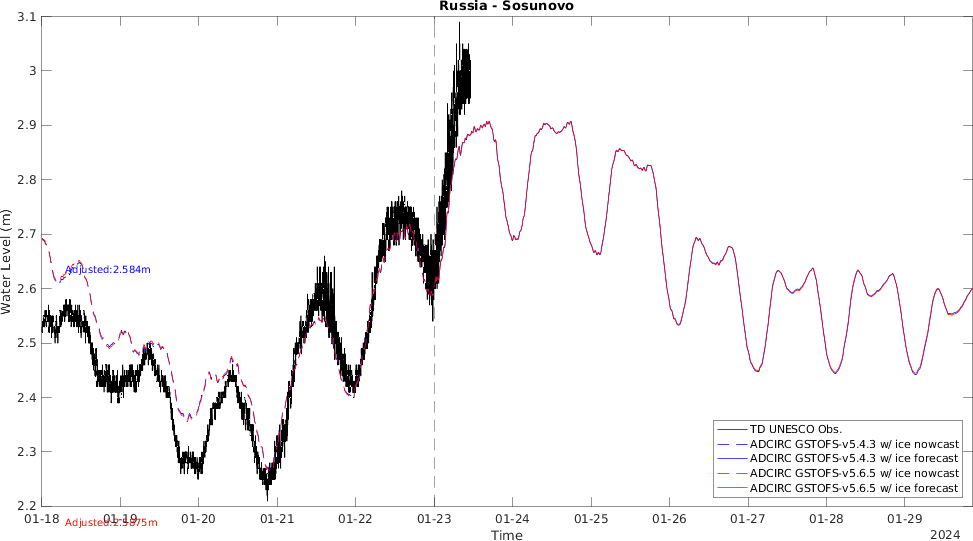 Russia - Sosunovo
3.1
3
2.9
2.8
2.7
2.6
2.5
2.4
2.3
2.2
Water Level (m)
Adjusted:2.584m
TD UNESCO Obs.
ADCIRC GSTOFS-v5.4.3 w/ ice nowcast
ADCIRC GSTOFS-v5.4.3 w/ ice forecast
ADCIRC GSTOFS-v5.6.5 w/ ice nowcast
ADCIRC GSTOFS-v5.6.5 w/ ice forecast
01-18 01-19 01-20 01-21 01-22 01-23 01-24 01-25 01-26 01-27 01-28 01-29
Adjusted:2.5875m
Time
2024